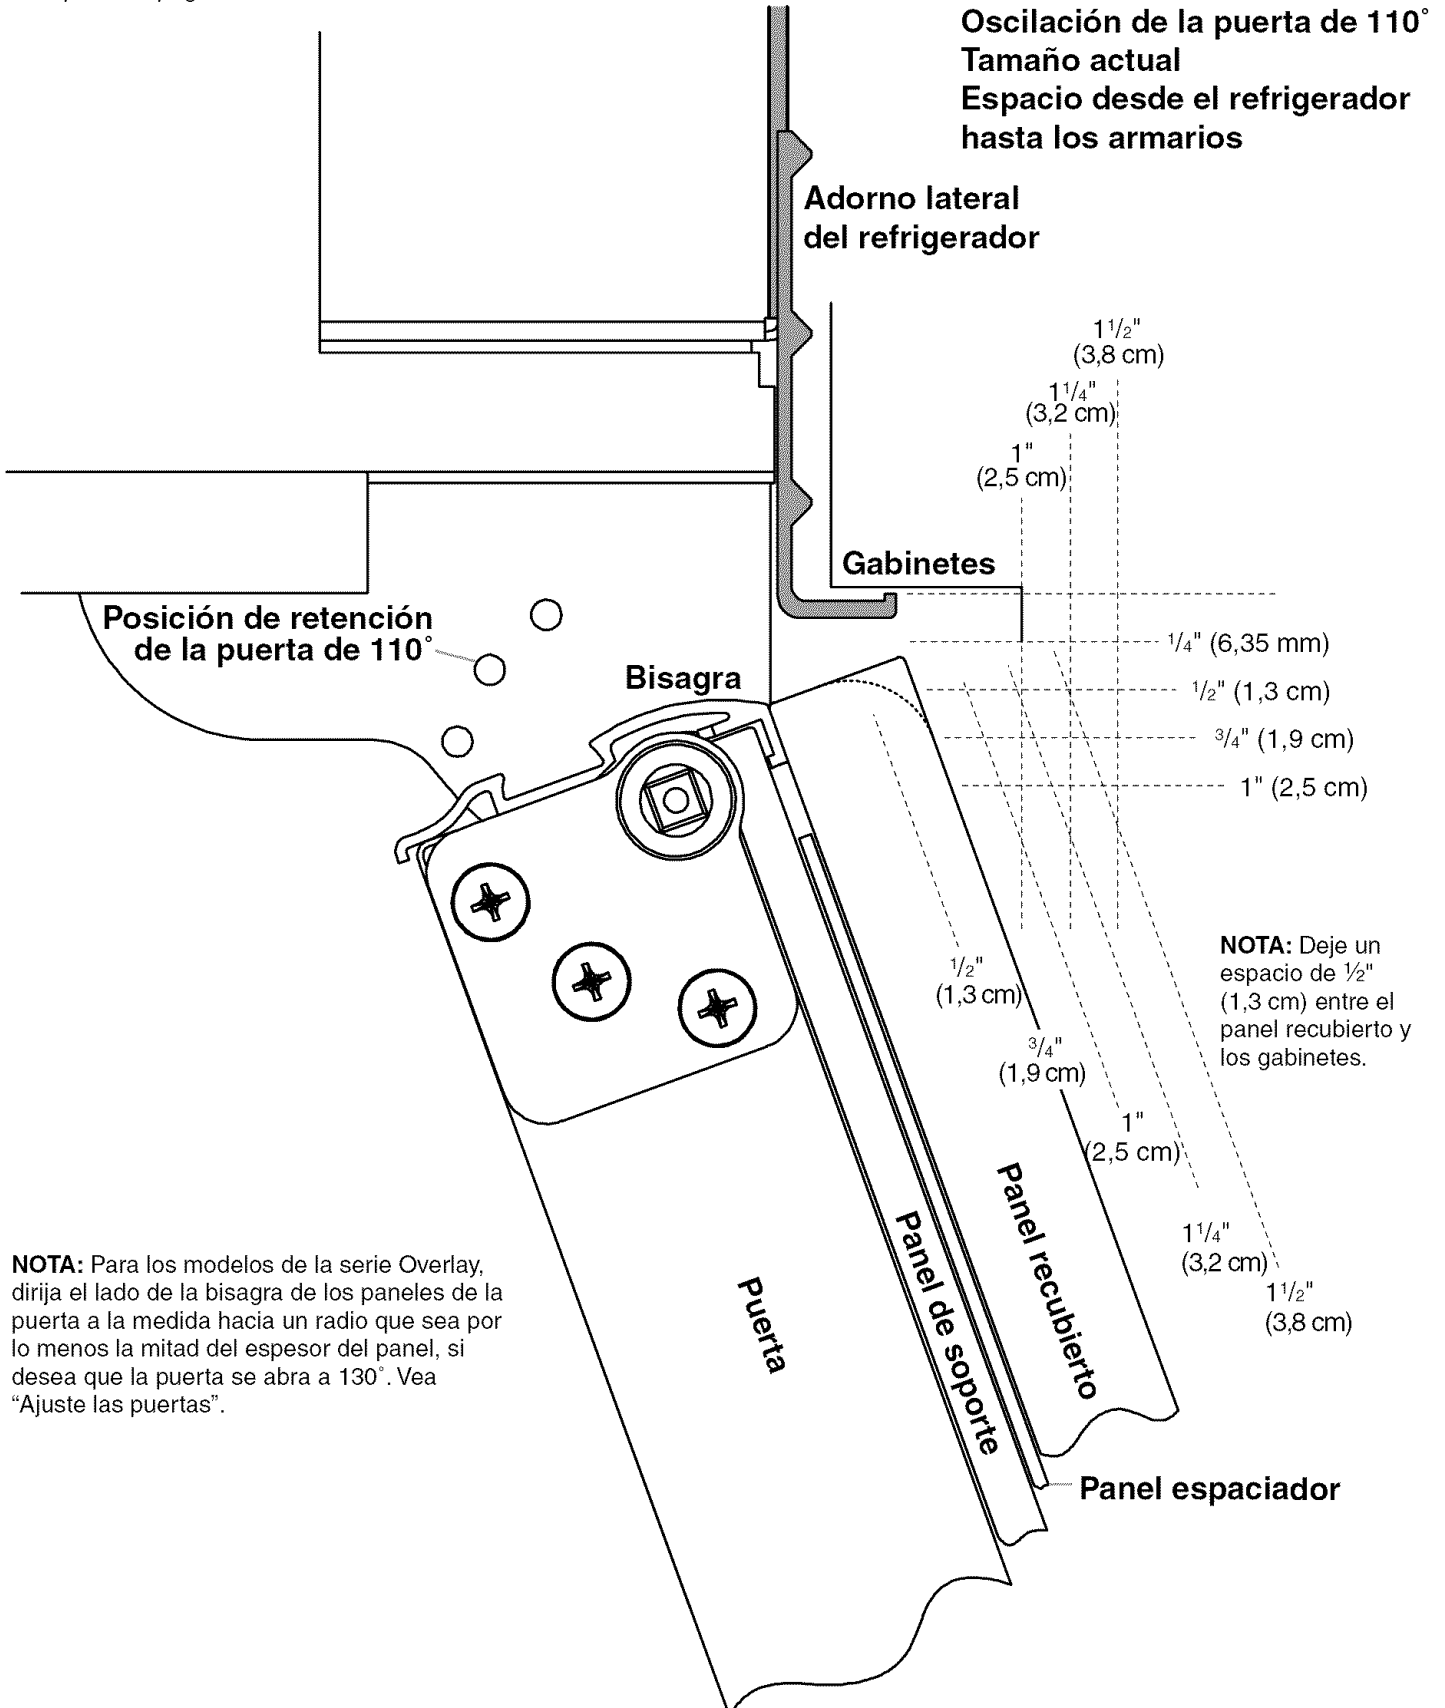 Oscilación de la puerta de 110˚
Tamaño actual
Espacio desde el refrigerador
hasta los armarios
Adorno lateral
del refrigerador
1 1/2"
(3,8 cm)
1 1/4"
(3,2 cm)
1"
(2,5 cm)
Gabinetes
Posición de retención
de la puerta de 110˚
1/4" (6,35 mm)
Bisagra
1/2" (1,3 cm)
3/4" (1,9 cm)
1" (2,5 cm)
NOTA: Deje un
espacio de ½"
(1,3 cm) entre el
panel recubierto y
los gabinetes.
1/2"
(1,3 cm)
3/4"
(1,9 cm)
1"
(2,5 cm)
1 1/4"
(3,2 cm)
1 1/2"
(3,8 cm)
Panel recubierto
Panel de soporte
Puerta
NOTA: Para los modelos de la serie Overlay,
dirija el lado de la bisagra de los paneles de la
puerta a la medida hacia un radio que sea por
lo menos la mitad del espesor del panel, si
desea que la puerta se abra a 130˚. Vea
“Ajuste las puertas”.
Panel espaciador